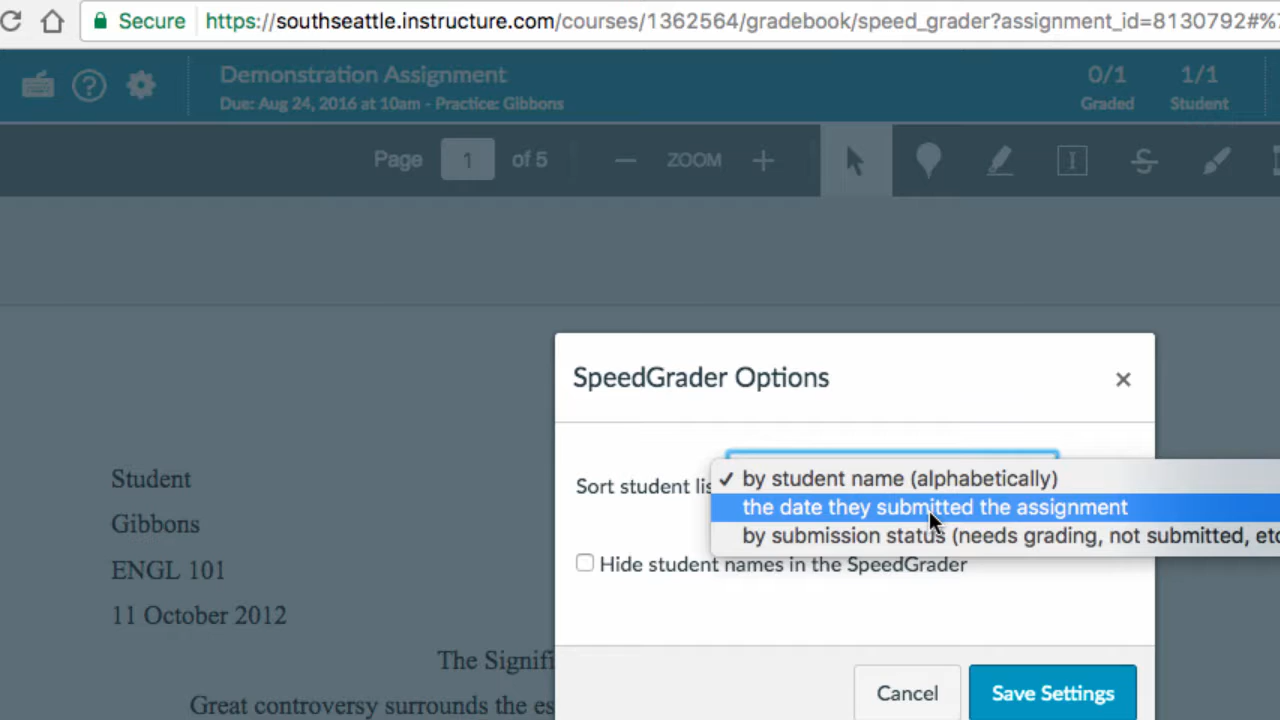 Secure https://southseattle.instructure.com/courses/1362564/gradebook/speed_grader?assignment_id=8130792#%
Demonstration Assignment
Due: Aug 24, 2016 at 10am - Practice: Gibbons
0/1
Graded
1/1
Student
Page 1 of 5 ZOOM
SpeedGrader Options
Sort student lis
by student name (alphabetically)
the date they submitted the assignment
by submission status (needs grading, not submitted, etc
Hide student names in the SpeedGrader
Cancel
Save Settings
Student
Gibbons
ENGL 101
11 October 2012
The Signifi
Great controversy surrounds the es